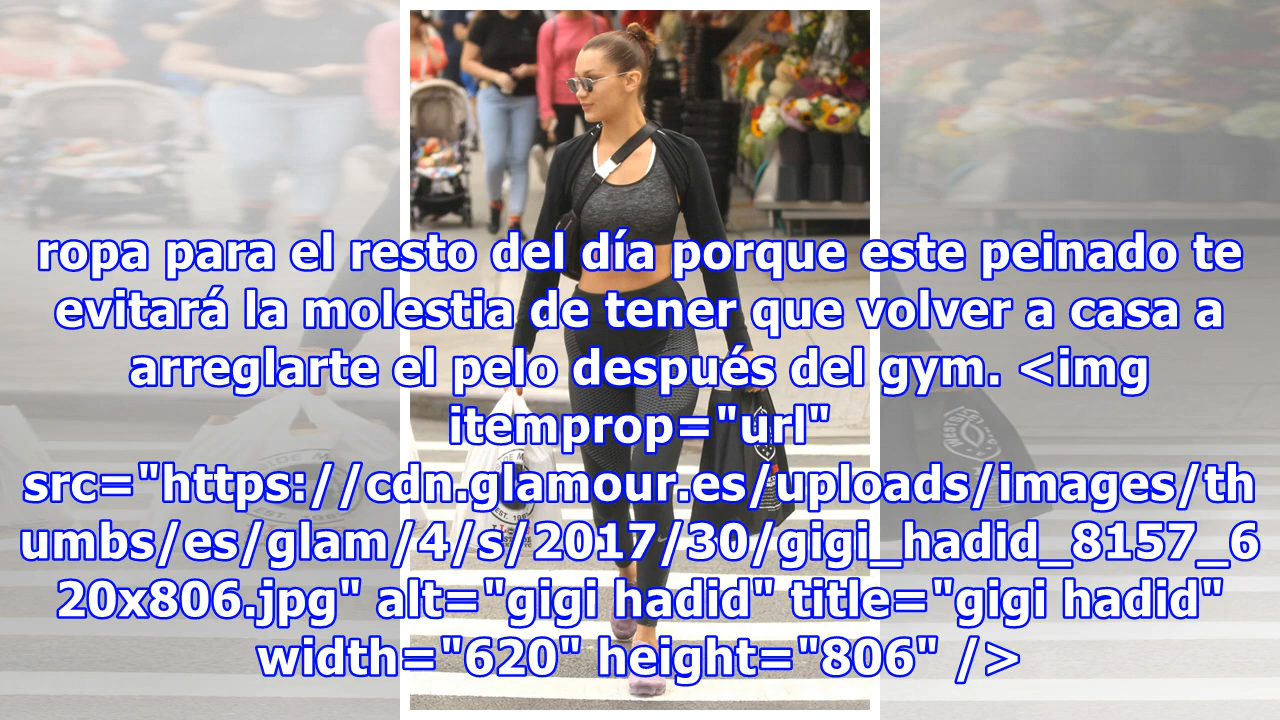 ropa para el resto del día porque este peinado te
evitará la molestia de tener que volver a casa a
arreglarte el pelo después del gym. <img
itemprop="url"
src="https://cdn.glamour.es/uploads/images/th
umbs/es/glam/4/s/2017/30/gigi_hadid_8157_6
20x806.jpg" alt="gigi hadid" title="gigi hadid"
width="620" height="806" />